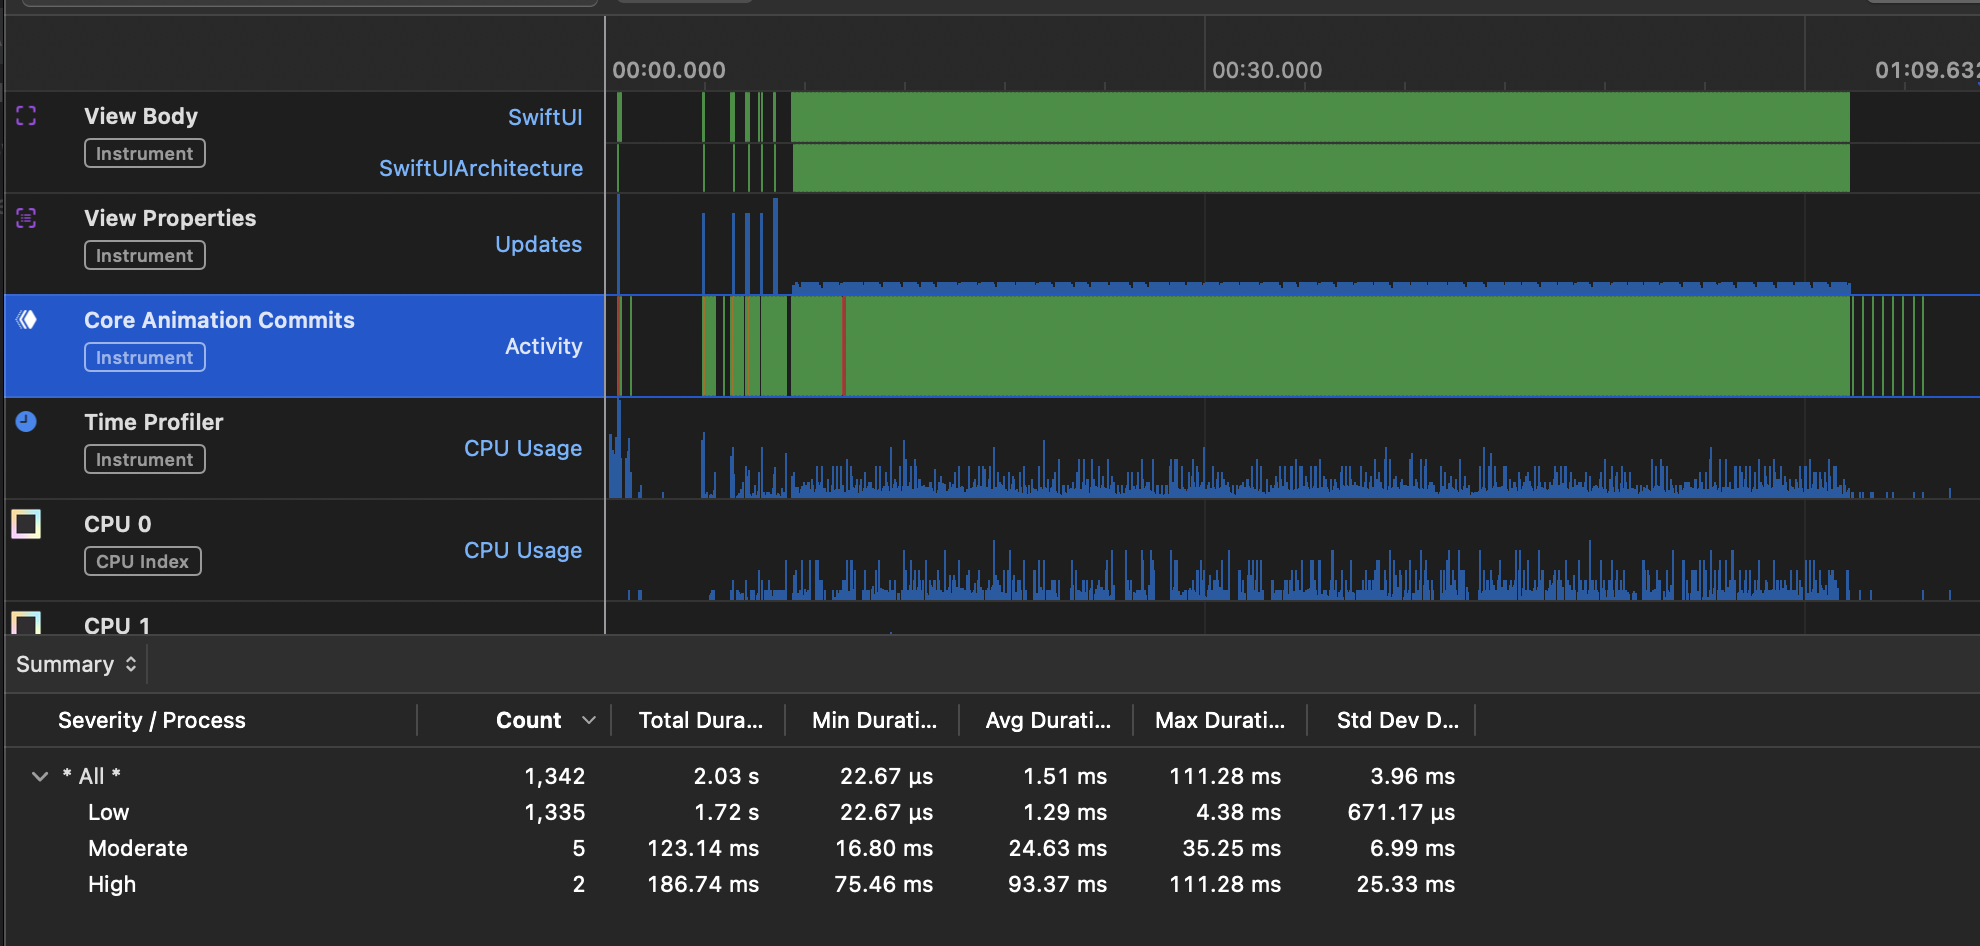 00:00.000 00:30.000 01:09.632
View Body SwiftUI
Instrument
SwiftUIArchitecture
View Properties
Updates
Instrument
Core Animation Commits
Activity
Instrument
Time Profiler
CPU Usage
Instrument
CPU 0
CPU Usage
CPU Index
CPU 1
Summary
Severity / Process Count Total Dura... Min Durati... Avg Durati... Max Durati... Std Dev D...
* All * 1,342 2.03 s 22.67 µs 1.51 ms 111.28 ms 3.96 ms
Low 1,335 1.72 s 22.67 µs 1.29 ms 4.38 ms 671.17 µs
Moderate 5 123.14 ms 16.80 ms 24.63 ms 35.25 ms 6.99 ms
High 2 186.74 ms 75.46 ms 93.37 ms 111.28 ms 25.33 ms